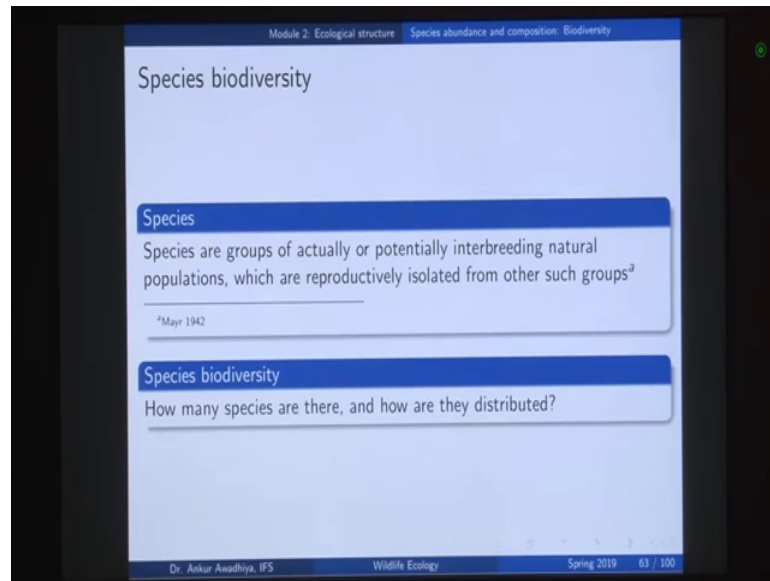 Module 2: Ecological structure Species abundance and composition: Biodiversity
Species biodiversity
Species
Species are groups of actually or potentially interbreeding natural
populations, which are reproductively isolated from other such groupsᵃ
ᵃMayr 1942
Species biodiversity
How many species are there, and how are they distributed?
Dr. Ankur Awadhiya, IFS Wildlife Ecology Spring 2019 63 / 100